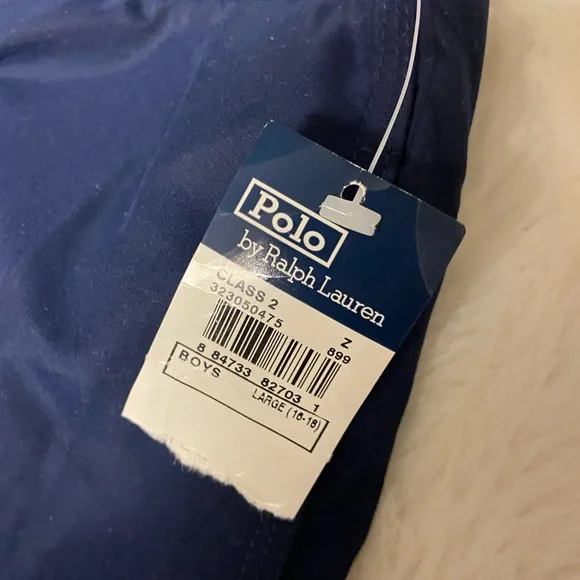 Polo
by Ralph Lauren
CLASS 2
323050475
Z
899
8 84733 82703 1
BOYS
LARGE (16-18)